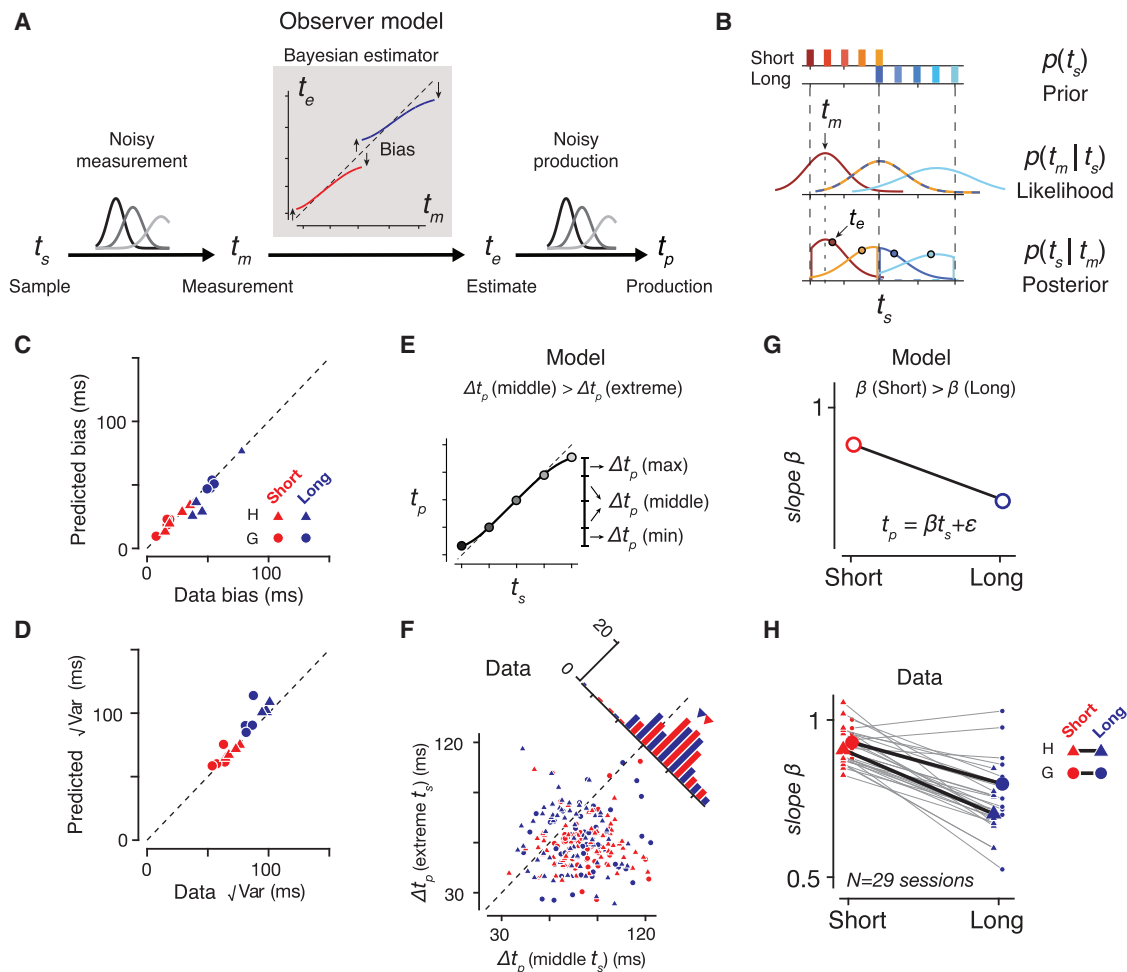 A
Observer model
Bayesian estimator
t_e
Bias
t_m
Noisy
measurement
Noisy
production
t_s
t_m
t_e
t_p
Sample
Measurement
Estimate
Production
B
Short
Long
p(t_s)
Prior
t_m
p(t_m | t_s)
Likelihood
t_e
p(t_s | t_m)
Posterior
t_s
C
Predicted bias (ms)
100
0
0
100
Data bias (ms)
Short
Long
H
G
D
Predicted √Var (ms)
100
0
0
100
Data √Var (ms)
E
Model
Δt_p (middle) > Δt_p (extreme)
t_p
Δt_p (max)
Δt_p (middle)
Δt_p (min)
t_s
F
Data
20
0
Δt_p (extreme t_s) (ms)
120
30
30
120
Δt_p (middle t_s) (ms)
G
Model
β (Short) > β (Long)
1
slope β
t_p = βt_s+ε
Short
Long
H
Data
1
slope β
0.5
N=29 sessions
Short
Long
Short
Long
H
G